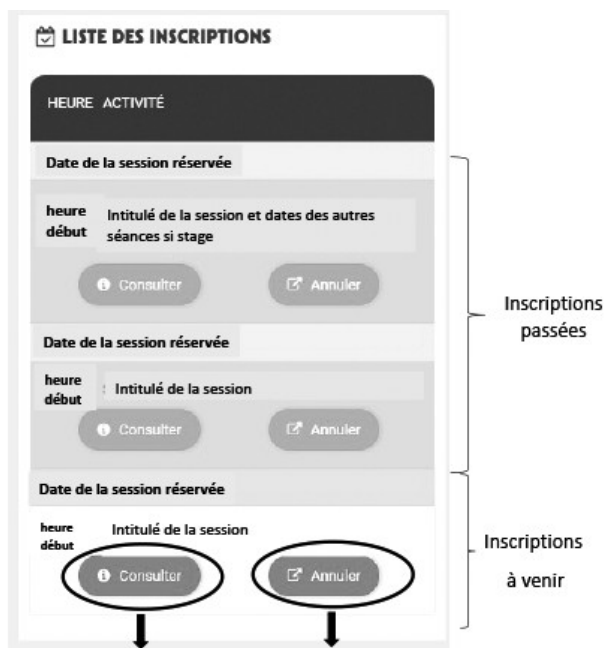 LISTE DES INSCRIPTIONS
HEURE ACTIVITÉ
Date de la session réservée
heure
début
Intitulé de la session et dates des autres
séances si stage
Consulter
Annuler
Date de la session réservée
heure
début
Intitulé de la session
Consulter
Annuler
Inscriptions
passées
Date de la session réservée
heure
début
Intitulé de la session
Consulter
Annuler
Inscriptions
à venir